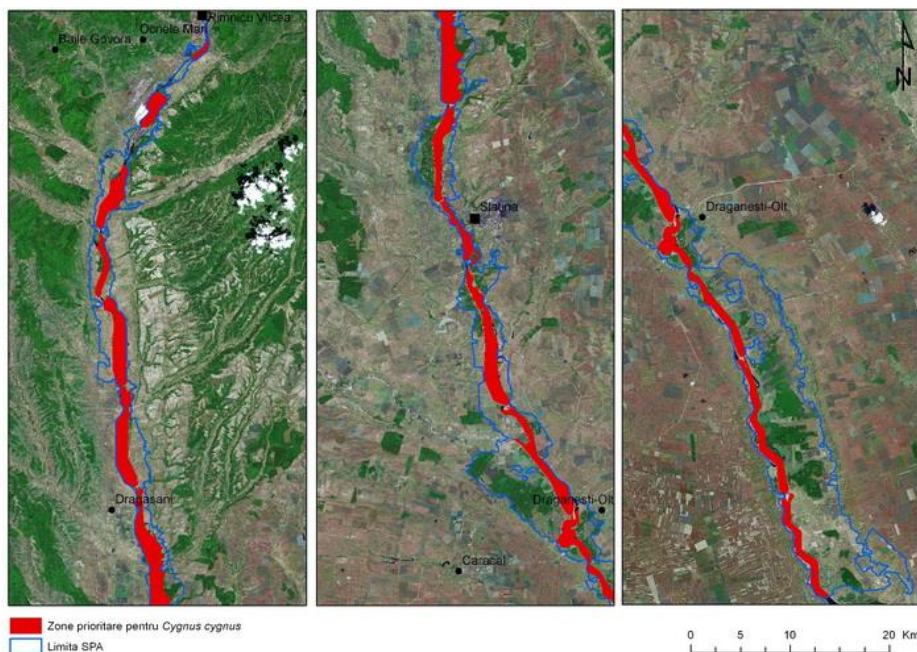 Rimnicu Vilcea
Ocnele Mari
Baile Govora
Dragasani
Slatina
Draganesti-Olt
Caracal
Draganesti-Olt
N
Zone prioritare pentru Cygnus cygnus
Limita SPA
0 5 10 20 Km